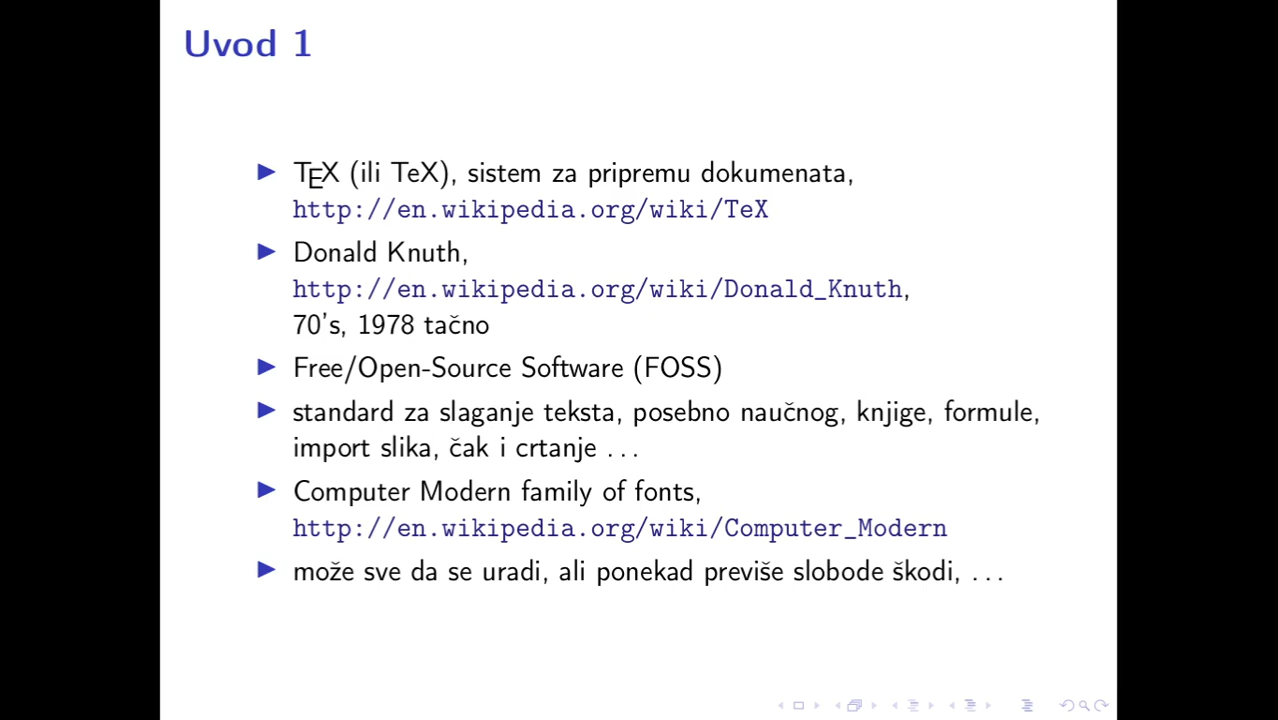 Uvod 1
TEX (ili TeX), sistem za pripremu dokumenata,
http://en.wikipedia.org/wiki/TeX
Donald Knuth,
http://en.wikipedia.org/wiki/Donald_Knuth,
70's, 1978 tačno
Free/Open-Source Software (FOSS)
standard za slaganje teksta, posebno naučnog, knjige, formule,
import slika, čak i crtanje ...
Computer Modern family of fonts,
http://en.wikipedia.org/wiki/Computer_Modern
može sve da se uradi, ali ponekad previše slobode škodi, ...